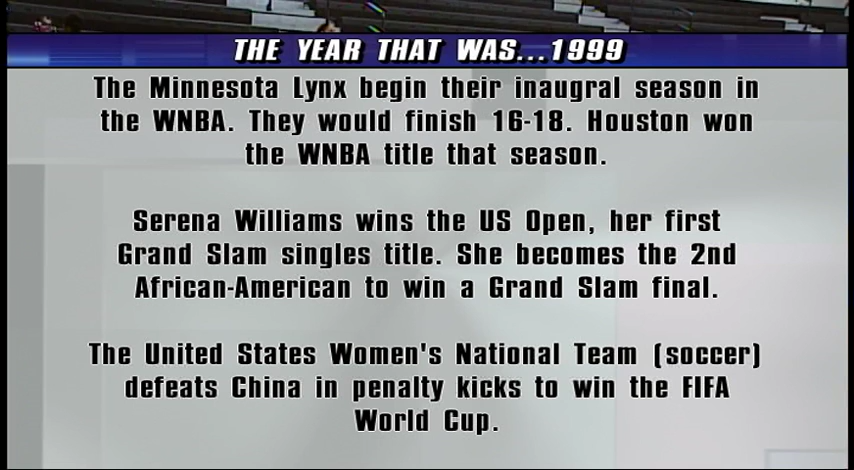 THE YEAR THAT WAS...1999
The Minnesota Lynx begin their inaugral season in
the WNBA. They would finish 16-18. Houston won
the WNBA title that season.
Serena Williams wins the US Open, her first
Grand Slam singles title. She becomes the 2nd
African-American to win a Grand Slam final.
The United States Women's National Team (soccer)
defeats China in penalty kicks to win the FIFA
World Cup.